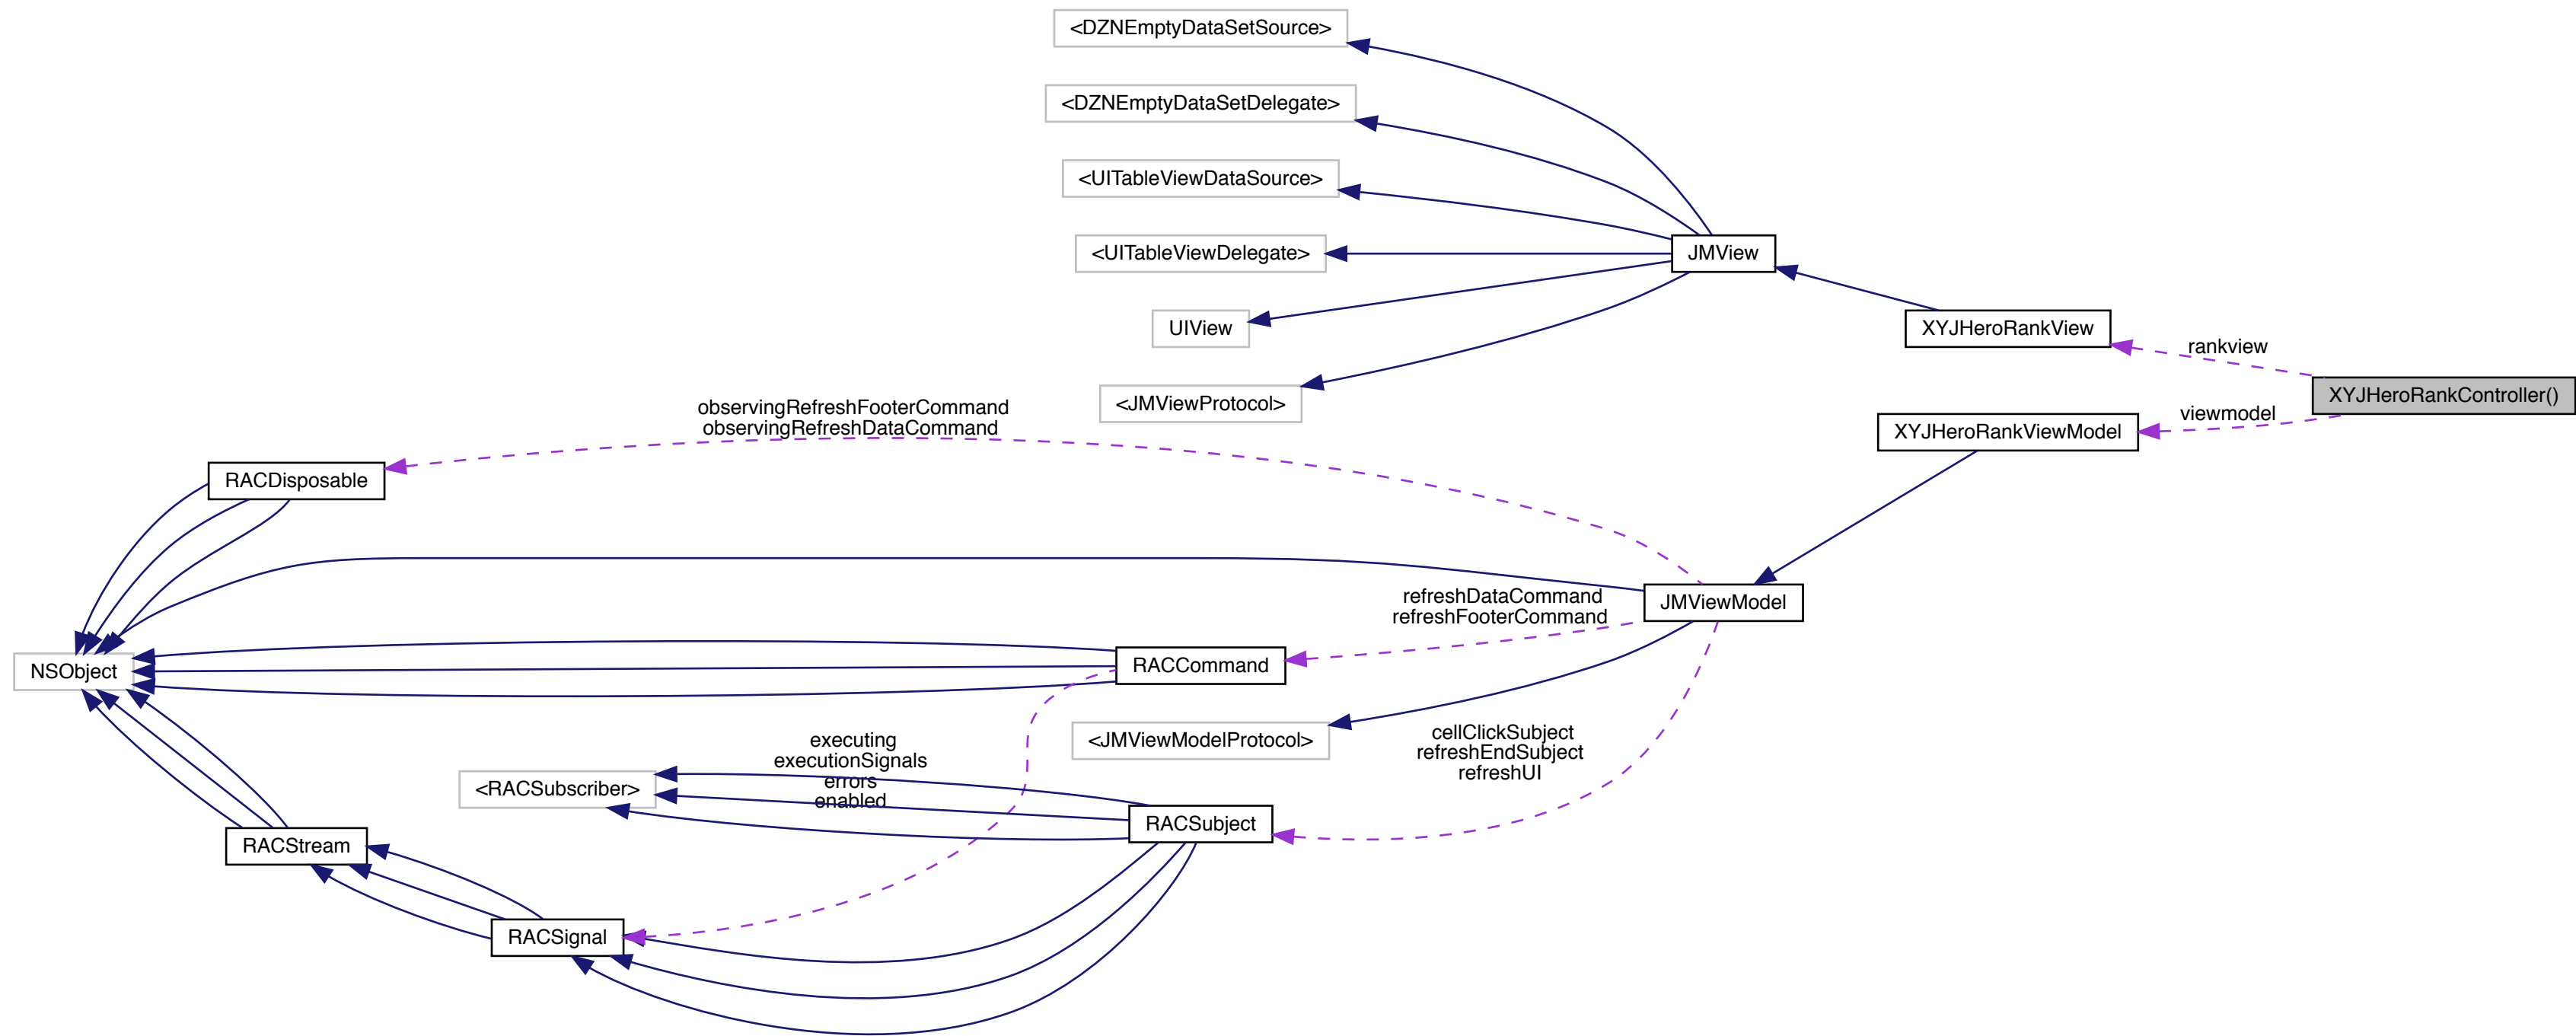 <DZNEmptyDataSetSource>
<DZNEmptyDataSetDelegate>
<UITableViewDataSource>
<UITableViewDelegate>
JMView
UIView
XYJHeroRankView
rankview
XYJHeroRankController()
<JMViewProtocol>
viewmodel
XYJHeroRankViewModel
observingRefreshFooterCommand
observingRefreshDataCommand
RACDisposable
refreshDataCommand
refreshFooterCommand
JMViewModel
NSObject
RACCommand
<JMViewModelProtocol>
cellClickSubject
refreshEndSubject
refreshUI
executing
executionSignals
errors
enabled
<RACSubscriber>
RACSubject
RACStream
RACSignal